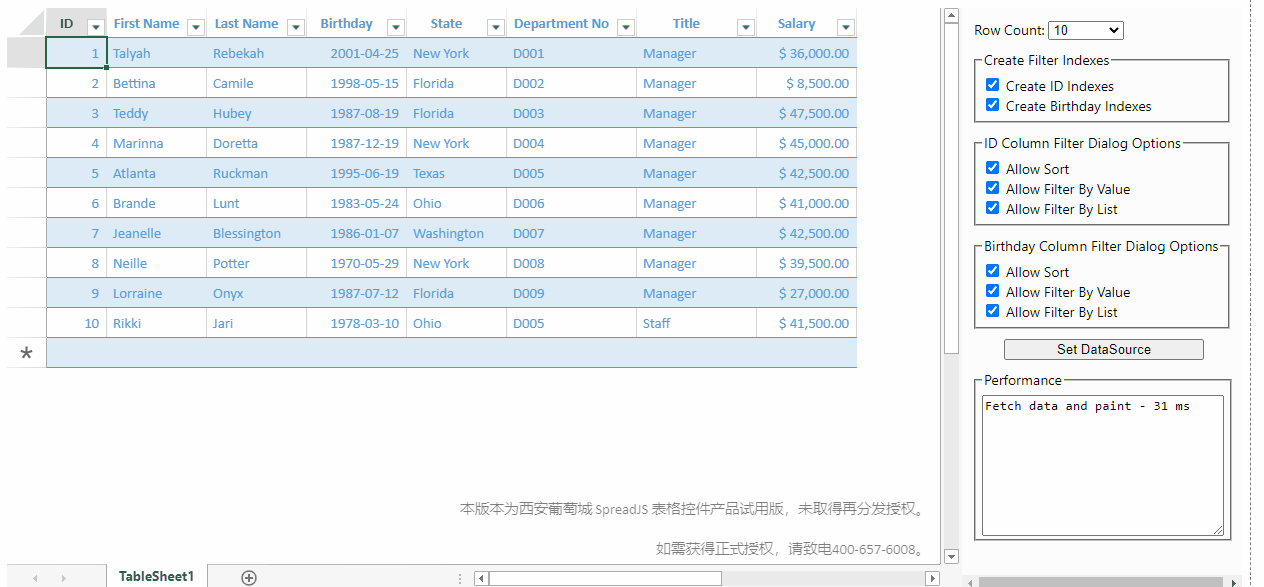 ID First Name Last Name Birthday State Department No Title Salary
1 Talyah Rebekah 2001-04-25 New York D001 Manager $ 36,000.00
2 Bettina Camile 1998-05-15 Florida D002 Manager $ 8,500.00
3 Teddy Hubey 1987-08-19 Florida D003 Manager $ 47,500.00
4 Marinna Doretta 1987-12-19 New York D004 Manager $ 45,000.00
5 Atlanta Ruckman 1995-06-19 Texas D005 Manager $ 42,500.00
6 Brande Lunt 1983-05-24 Ohio D006 Manager $ 41,000.00
7 Jeanelle Blessington 1986-01-07 Washington D007 Manager $ 42,500.00
8 Neille Potter 1970-05-29 New York D008 Manager $ 39,500.00
9 Lorraine Onyx 1987-07-12 Florida D009 Manager $ 27,000.00
10 Rikki Jari 1978-03-10 Ohio D005 Staff $ 41,500.00
*
本版本为西安葡萄城 SpreadJS 表格控件产品试用版，未取得再分发授权。
如需获得正式授权，请致电400-657-6008。
TableSheet1
Row Count: 10
Create Filter Indexes
Create ID Indexes
Create Birthday Indexes
ID Column Filter Dialog Options
Allow Sort
Allow Filter By Value
Allow Filter By List
Birthday Column Filter Dialog Options
Allow Sort
Allow Filter By Value
Allow Filter By List
Set DataSource
Performance
Fetch data and paint - 31 ms